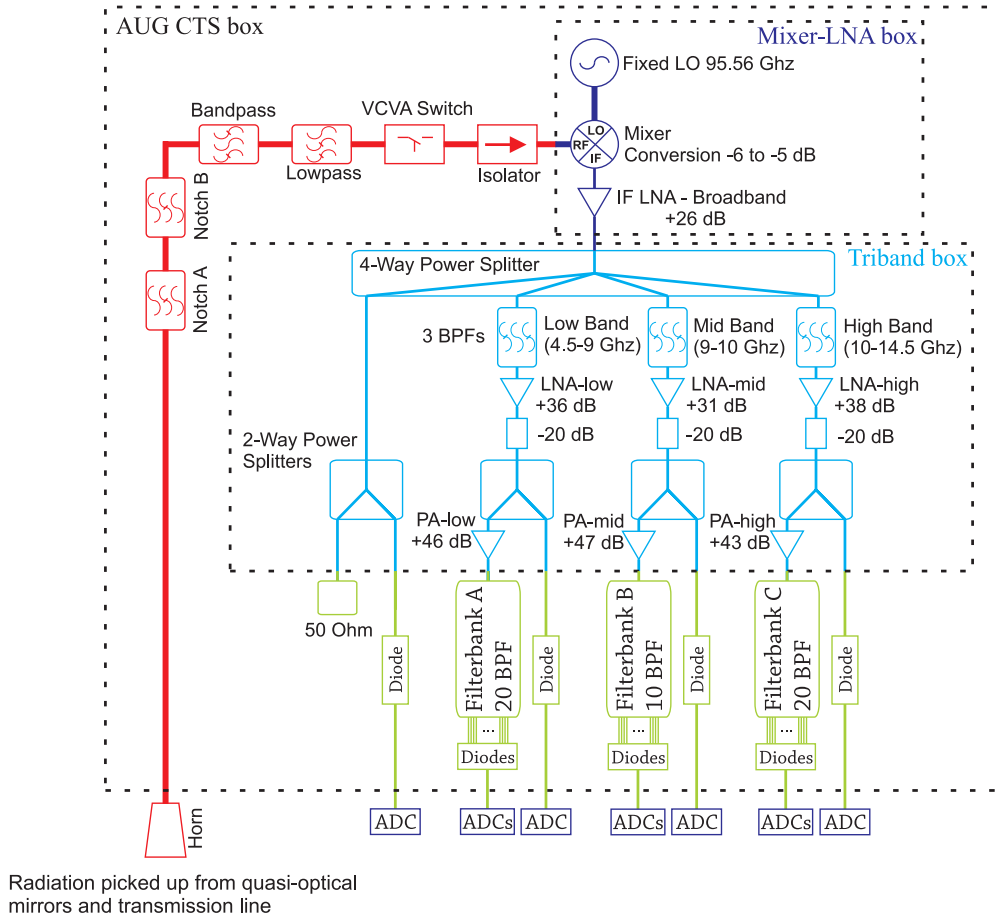 AUG CTS box
Mixer-LNA box
Fixed LO 95.56 Ghz
Bandpass
VCVA Switch
Lowpass
Isolator
LO
RF
IF
Mixer
Conversion -6 to -5 dB
IF LNA - Broadband
+26 dB
Notch B
Notch A
Triband box
4-Way Power Splitter
3 BPFs
Low Band
(4.5-9 Ghz)
Mid Band
(9-10 Ghz)
High Band
(10-14.5 Ghz)
LNA-low
+36 dB
LNA-mid
+31 dB
LNA-high
+38 dB
-20 dB
-20 dB
-20 dB
2-Way Power
Splitters
PA-low
+46 dB
PA-mid
+47 dB
PA-high
+43 dB
50 Ohm
Diode
Filterbank A
20 BPF
Diode
Filterbank B
10 BPF
Diode
Filterbank C
20 BPF
Diode
...
...
...
Diodes
Diodes
Diodes
ADC
ADCs
ADC
ADCs
ADC
ADCs
ADC
Horn
Radiation picked up from quasi-optical
mirrors and transmission line